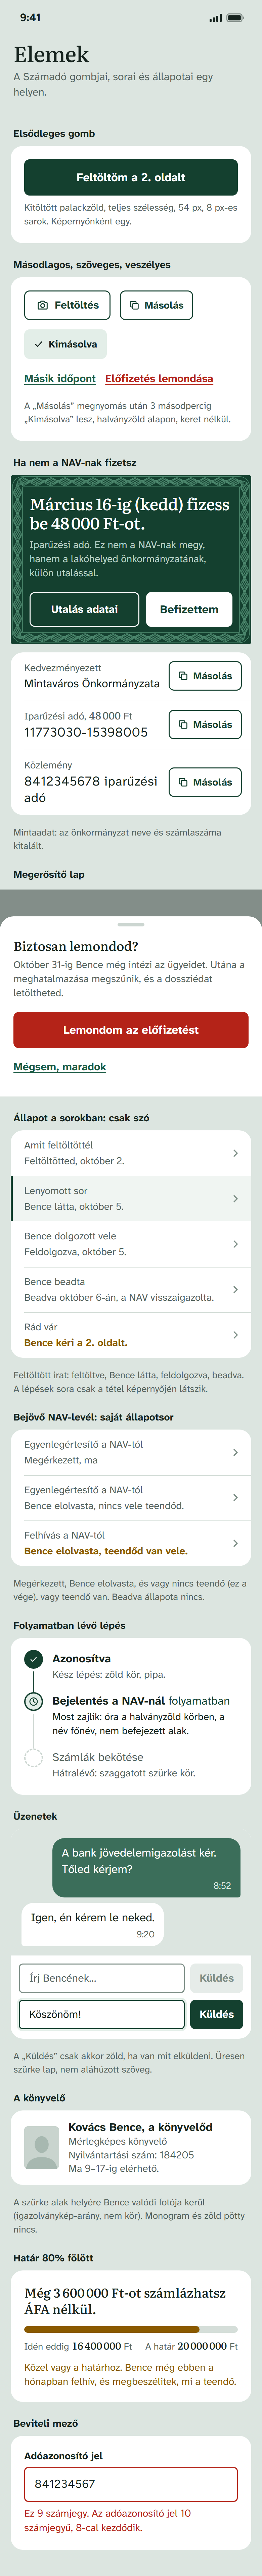 9:41
Elemek
A Számadó gombjai, sorai és állapotai egy
helyen.
Elsődleges gomb
Feltöltöm a 2. oldalt
Kitöltött palackzöld, teljes szélesség, 54 px, 8 px-es
sarok. Képernyőnként egy.
Másodlagos, szöveges, veszélyes
Feltöltés
Másolás
Kimásolva
Másik időpont Előfizetés lemondása
A „Másolás” megnyomás után 3 másodpercig
„Kimásolva” lesz, halványzöld alapon, keret nélkül.
Ha nem a NAV-nak fizetsz
Március 16-ig (kedd) fizess
be 48 000 Ft-ot.
Iparűzési adó. Ez nem a NAV-nak megy,
hanem a lakóhelyed önkormányzatának,
külön utalással.
Utalás adatai
Befizettem
Kedvezményezett
Mintaváros Önkormányzata
Másolás
Iparűzési adó, 48 000 Ft
11773030-15398005
Másolás
Közlemény
8412345678 iparűzési
adó
Másolás
Mintaadat: az önkormányzat neve és számlaszáma
kitalált.
Megerősítő lap
Biztosan lemondod?
Október 31-ig Bence még intézi az ügyeidet. Utána a
meghatalmazása megszűnik, és a dossziédat
letöltheted.
Lemondom az előfizetést
Mégsem, maradok
Állapot a sorokban: csak szó
Amit feltöltöttél
Feltöltötted, október 2.
Lenyomott sor
Bence látta, október 5.
Bence dolgozott vele
Feldolgozva, október 5.
Bence beadta
Beadva október 6-án, a NAV visszaigazolta.
Rád vár
Bence kéri a 2. oldalt.
Feltöltött irat: feltöltve, Bence látta, feldolgozva, beadva.
A lépések sora csak a tétel képernyőjén látszik.
Bejövő NAV-levél: saját állapotsor
Egyenlegértesítő a NAV-tól
Megérkezett, ma
Egyenlegértesítő a NAV-tól
Bence elolvasta, nincs vele teendőd.
Felhívás a NAV-tól
Bence elolvasta, teendőd van vele.
Megérkezett, Bence elolvasta, és vagy nincs teendő (ez a
vége), vagy teendő van. Beadva állapota nincs.
Folyamatban lévő lépés
Azonosítva
Kész lépés: zöld kör, pipa.
Bejelentés a NAV-nál folyamatban
Most zajlik: óra a halványzöld körben, a
név főnév, nem befejezett alak.
Számlák bekötése
Hátralévő: szaggatott szürke kör.
Üzenetek
A bank jövedelemigazolást kér.
Tőled kérjem?
8:52
Igen, én kérem le neked.
9:20
Írj Bencének...
Küldés
Köszönöm!
Küldés
A „Küldés” csak akkor zöld, ha van mit elküldeni. Üresen
szürke lap, nem aláhúzott szöveg.
A könyvelő
Kovács Bence, a könyvelőd
Mérlegképes könyvelő
Nyilvántartási szám: 184205
Ma 9–17-ig elérhető.
A szürke alak helyére Bence valódi fotója kerül
(igazolványkép-arány, nem kör). Monogram és zöld pötty
nincs.
Határ 80% fölött
Még 3 600 000 Ft-ot számlázhatsz
ÁFA nélkül.
Idén eddig 16 400 000 Ft A határ 20 000 000 Ft
Közel vagy a határhoz. Bence még ebben a
hónapban felhív, és megbeszélitek, mi a teendő.
Beviteli mező
Adóazonosító jel
841234567
Ez 9 számjegy. Az adóazonosító jel 10
számjegyű, 8-cal kezdődik.